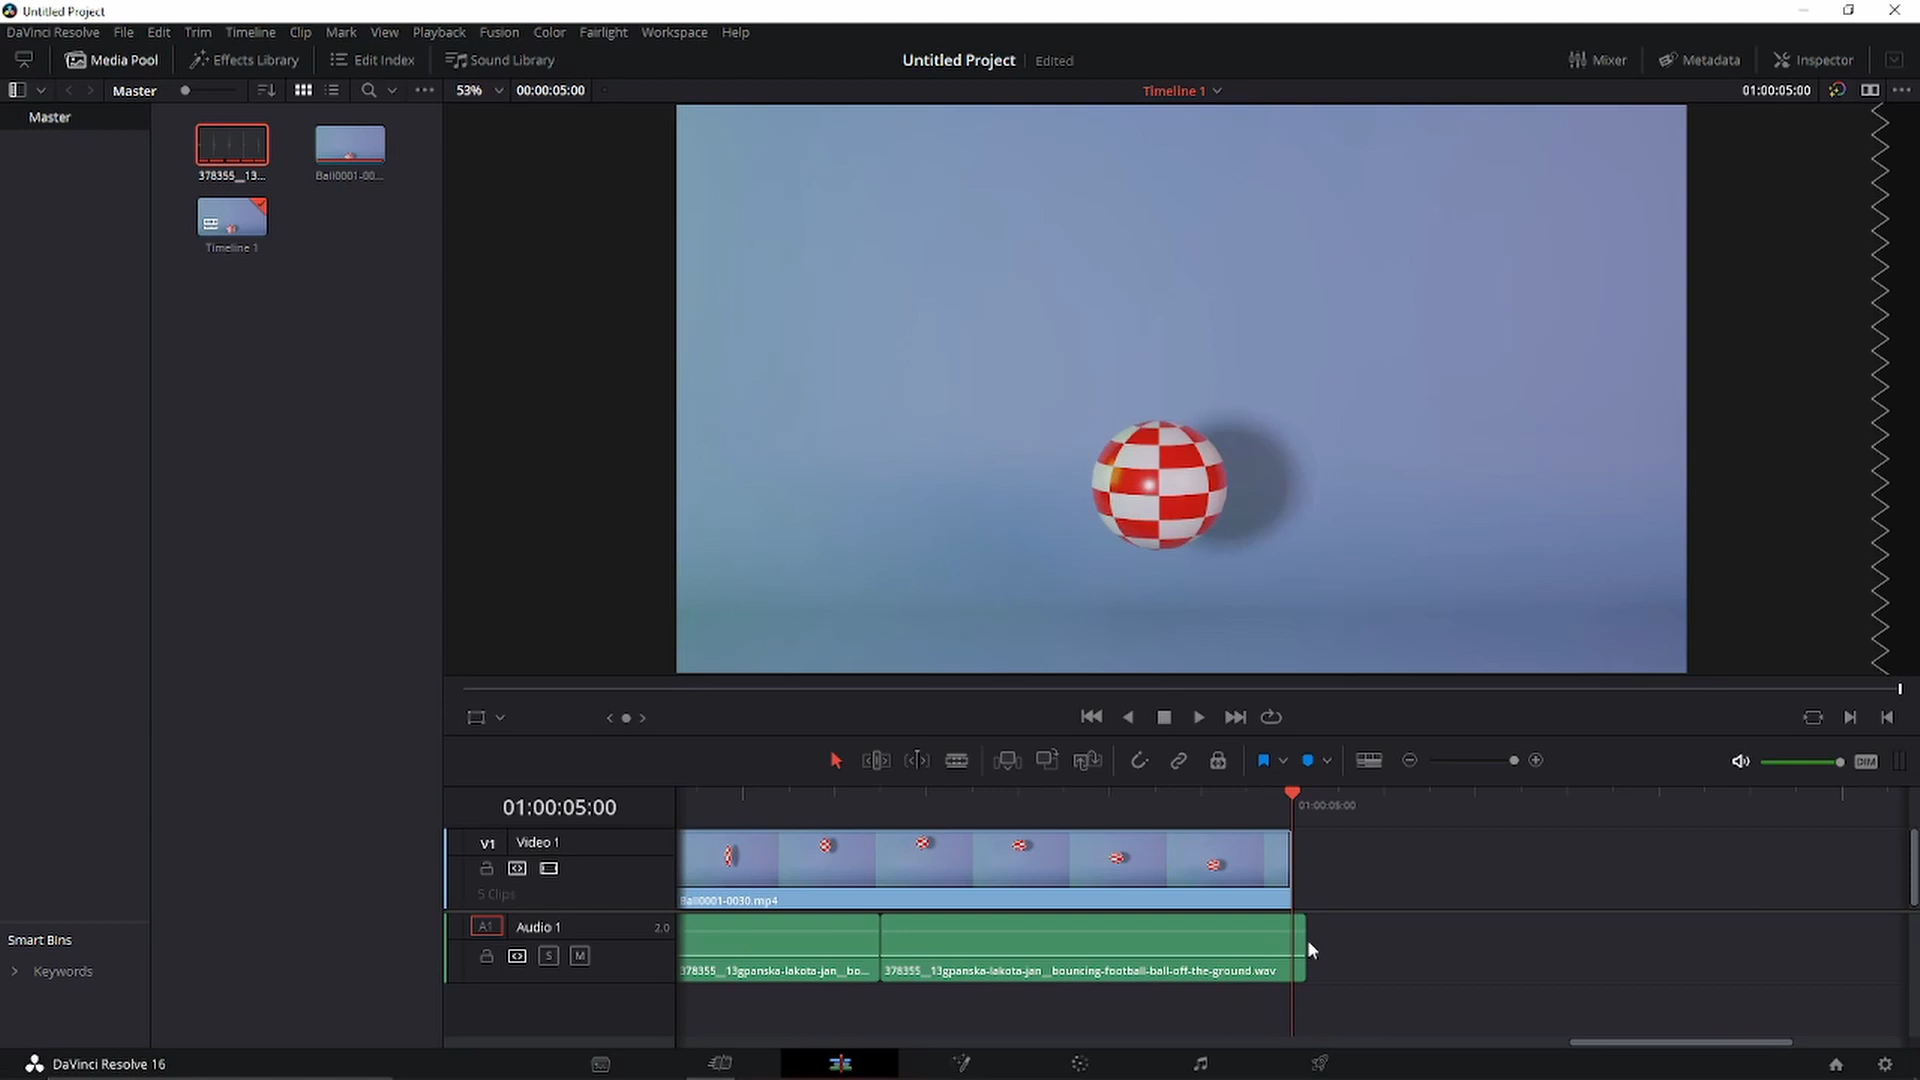 Untitled Project
DaVinci Resolve File Edit Trim Timeline Clip Mark View Playback Fusion Color Fairlight Workspace Help
Media Pool Effects Library Edit Index Sound Library Untitled Project Edited Mixer Metadata Inspector
Master 53% 00:00:05:00 Timeline 1 01:00:05:00
Master
378355__13... Ball0001-00...
Timeline 1
01:00:05:00 01:00:05:00
DIM
V1 Video 1
5 Clips
Ball0001-0030.mp4
A1 Audio 1 2.0
S M
378355__13gpanska-lakota-jan__bo... 378355__13gpanska-lakota-jan__bouncing-football-ball-off-the-ground.wav
Smart Bins
Keywords
DaVinci Resolve 16